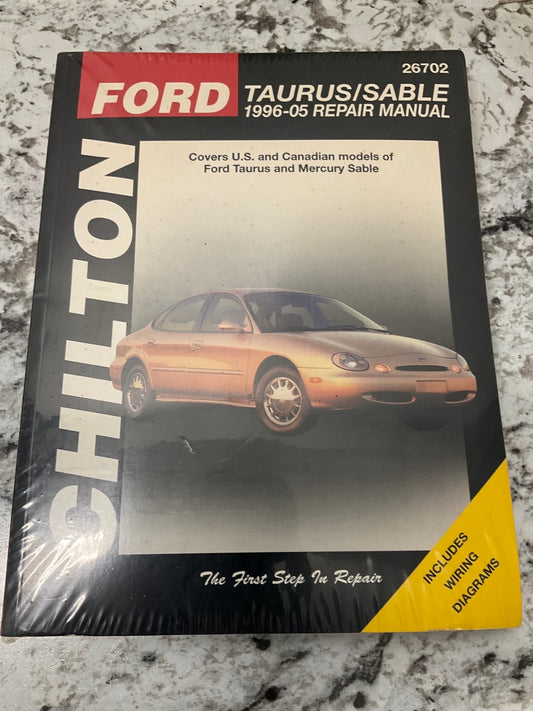 26702
FORD TAURUS/SABLE
1996-05 REPAIR MANUAL
Covers U.S. and Canadian models of
Ford Taurus and Mercury Sable
CHILTON
INCLUDES
WIRING
DIAGRAMS
The First Step In Repair